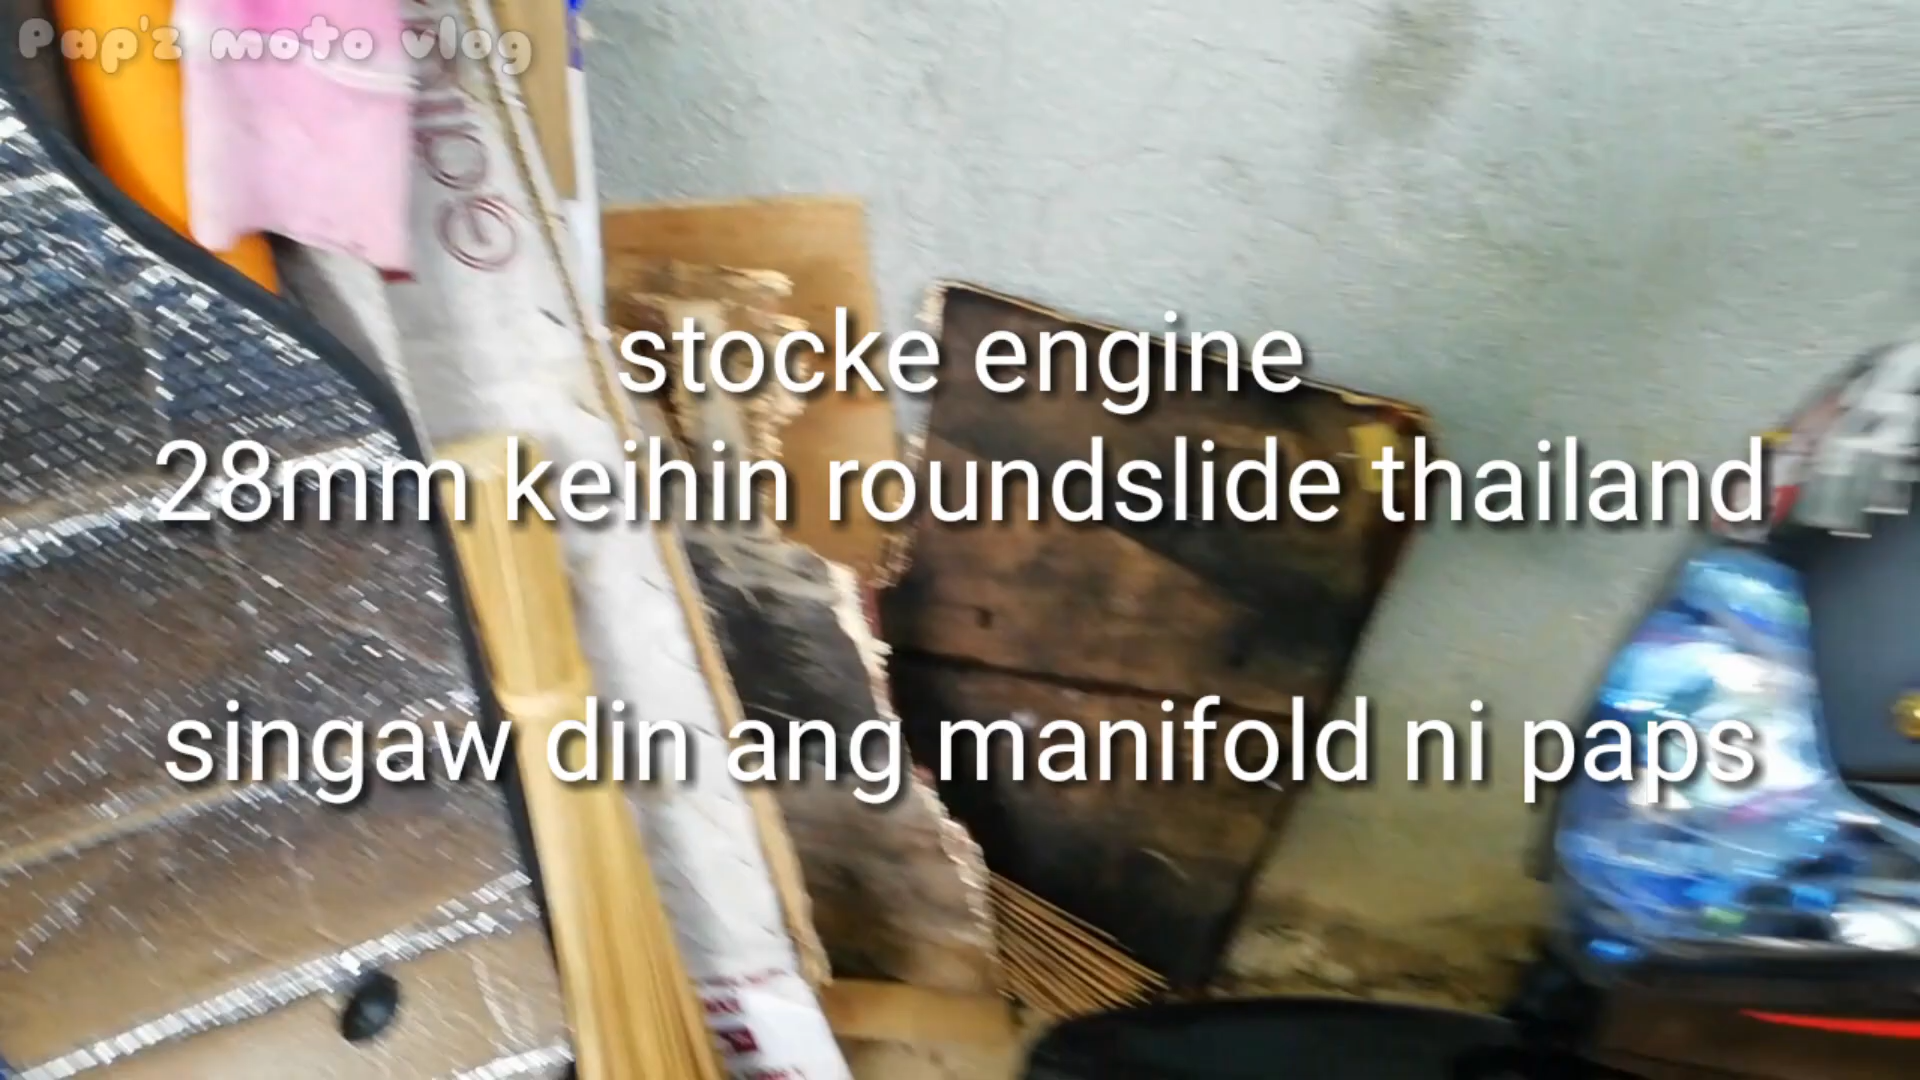 Pap'z moto vlog
stocke engine
28mm keihin roundslide thailand
singaw din ang manifold ni paps